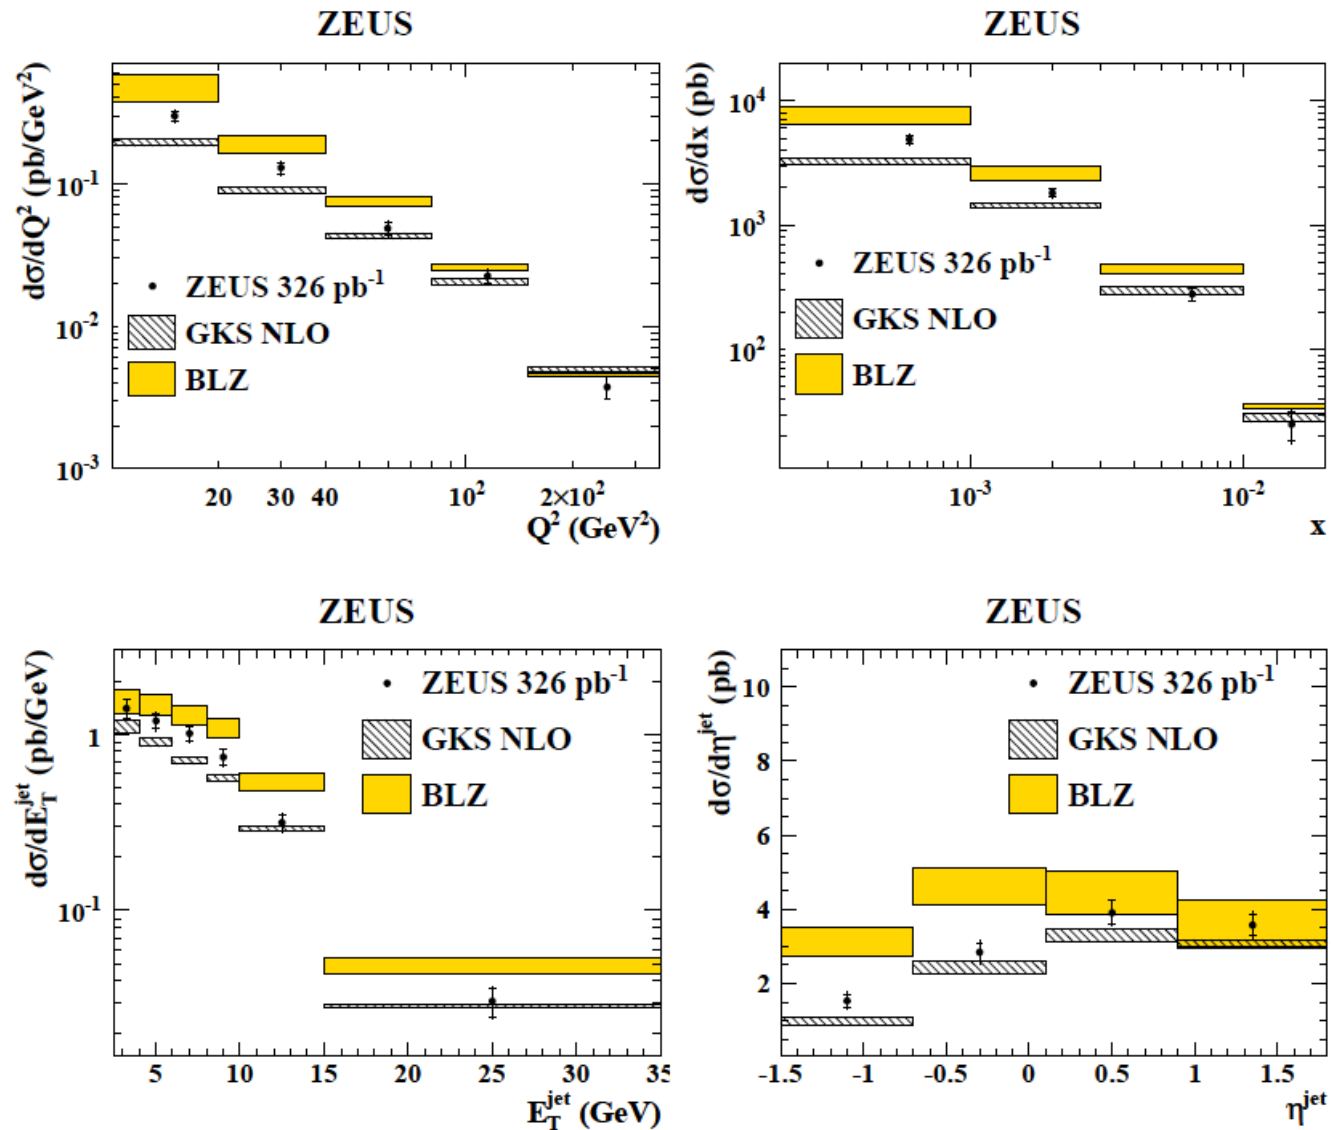 ZEUS
dσ/dQ² (pb/GeV²)
10⁻¹
10⁻²
10⁻³
ZEUS 326 pb⁻¹
GKS NLO
BLZ
20 30 40 10² 2×10²
Q² (GeV²)
ZEUS
dσ/dx (pb)
10⁴
10³
10²
ZEUS 326 pb⁻¹
GKS NLO
BLZ
10⁻³ 10⁻²
x
ZEUS
dσ/dE_T^jet (pb/GeV)
1
10⁻¹
ZEUS 326 pb⁻¹
GKS NLO
BLZ
5 10 15 20 25 30 35
E_T^jet (GeV)
ZEUS
dσ/dη^jet (pb)
10
8
6
4
2
ZEUS 326 pb⁻¹
GKS NLO
BLZ
-1.5 -1 -0.5 0 0.5 1 1.5
η^jet